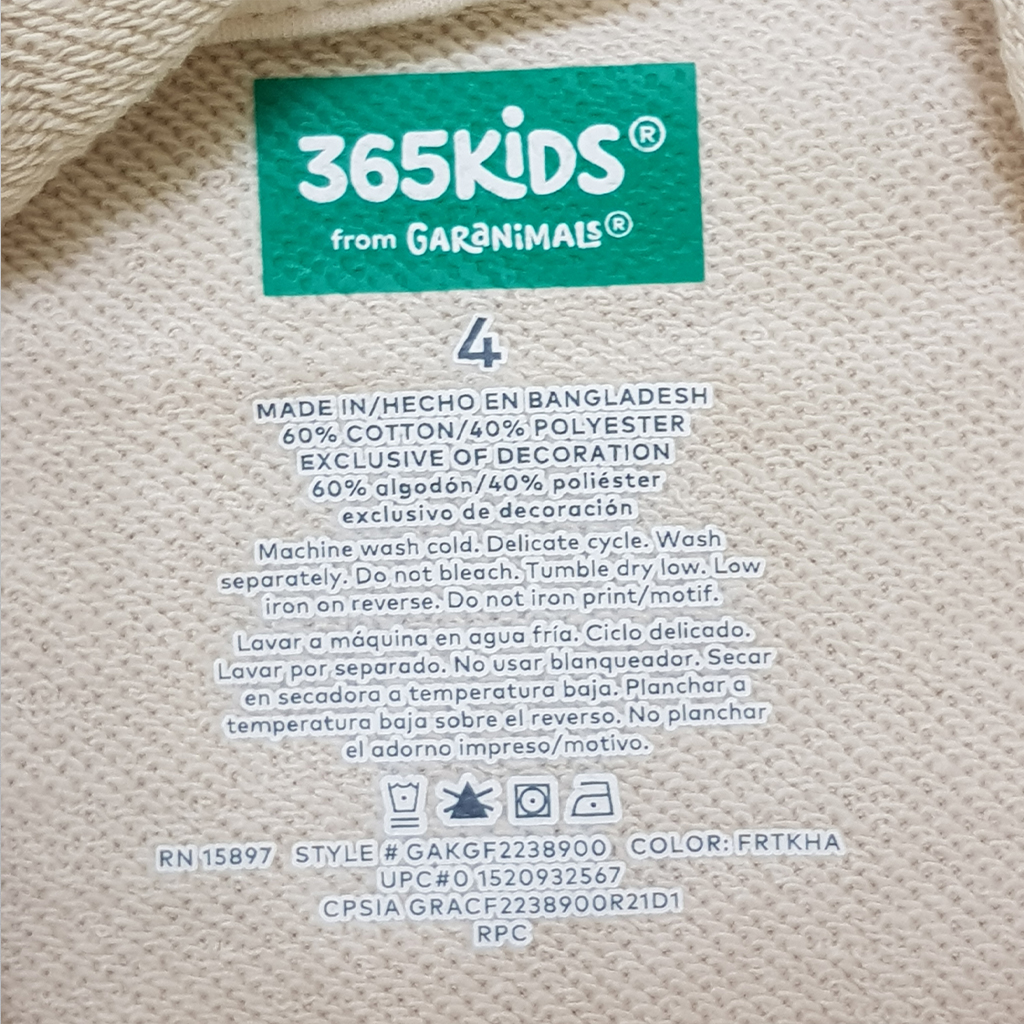 365KiDS®
from GARaNiMALS®
4
MADE IN/HECHO EN BANGLADESH
60% COTTON/40% POLYESTER
EXCLUSIVE OF DECORATION
60% algodón/40% poliéster
exclusivo de decoración
Machine wash cold. Delicate cycle. Wash
separately. Do not bleach. Tumble dry low. Low
iron on reverse. Do not iron print/motif.
Lavar a máquina en agua fría. Ciclo delicado.
Lavar por separado. No usar blanqueador. Secar
en secadora a temperatura baja. Planchar a
temperatura baja sobre el reverso. No planchar
el adorno impreso/motivo.
RN 15897 STYLE # GAKGF2238900 COLOR: FRTKHA
UPC#0 1520932567
CPSIA GRACF2238900R21D1
RPC